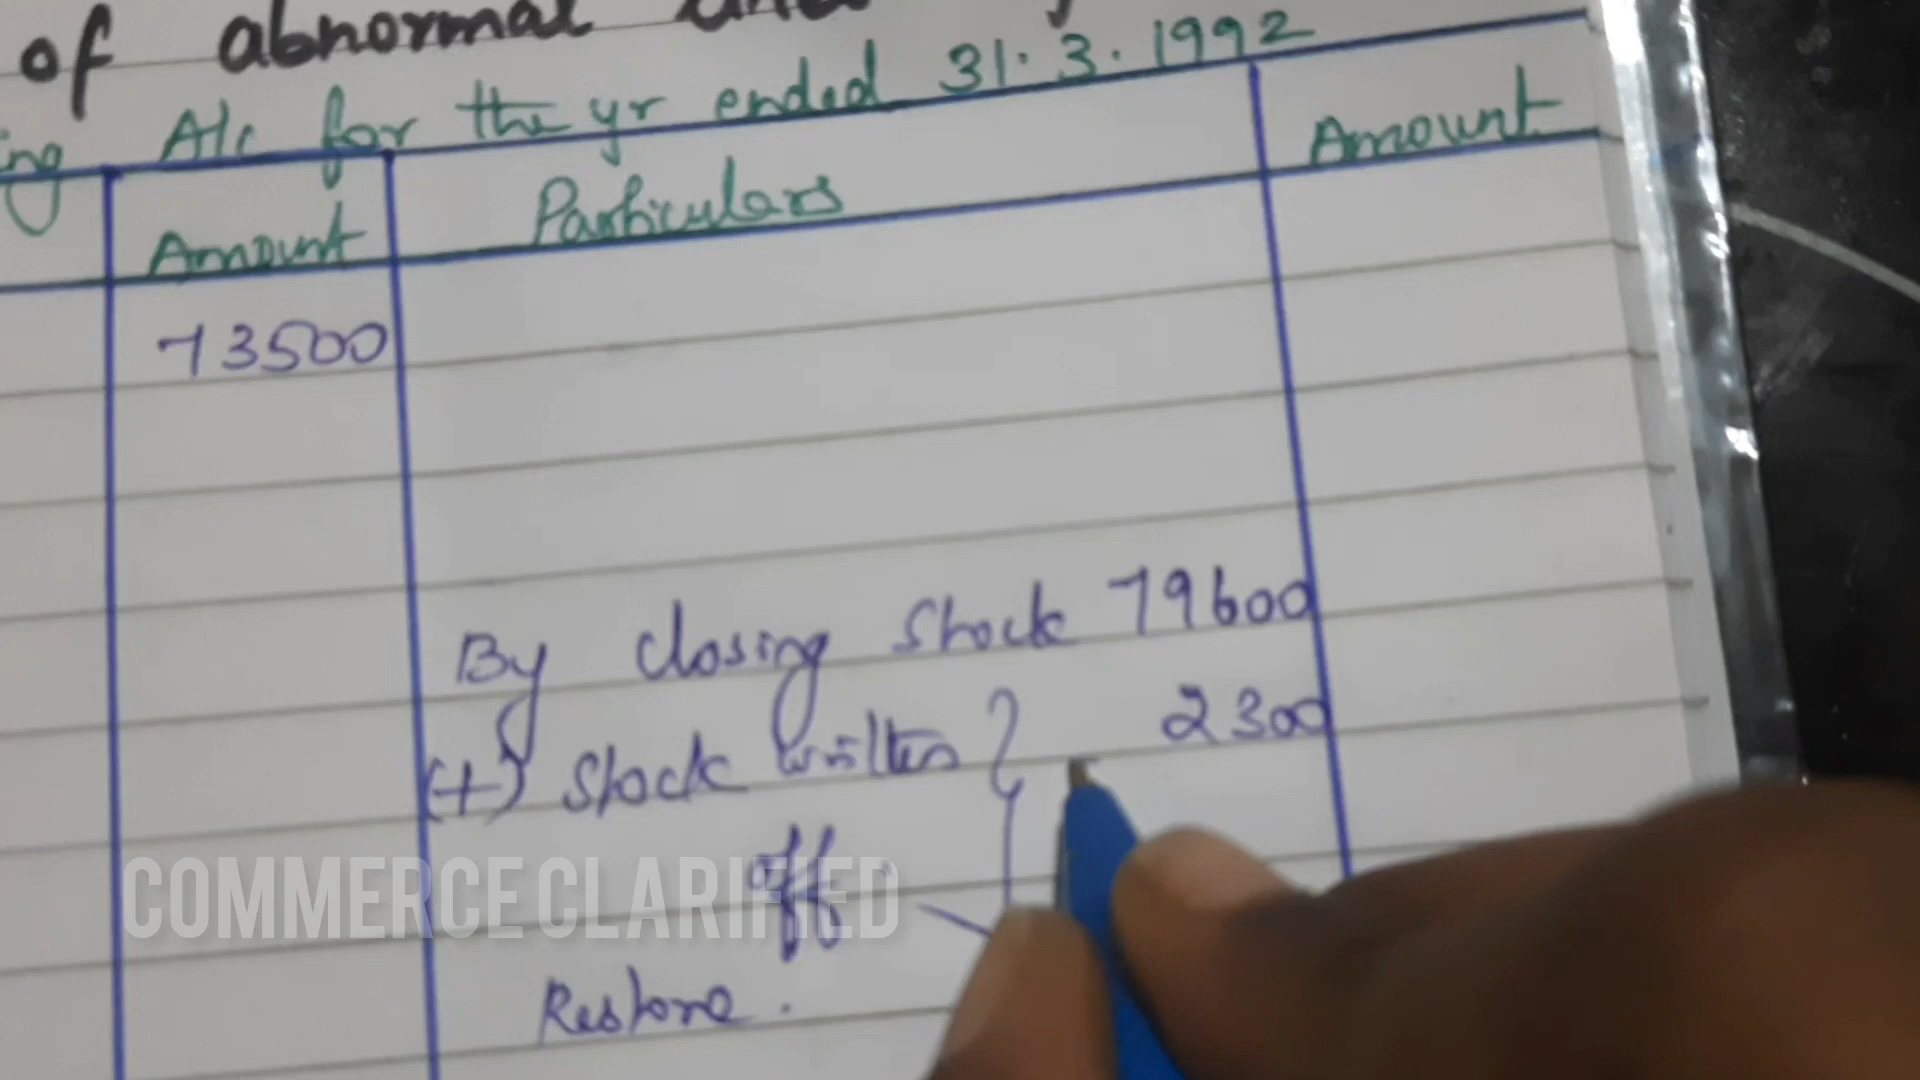 of abnormal
ing A/c for the yr ended 31.3.1992
Amount Particulars Amount
73500
By closing Stock 79600
(+) Stock written } 2300
off
Restore.
COMMERCE CLARIFIED